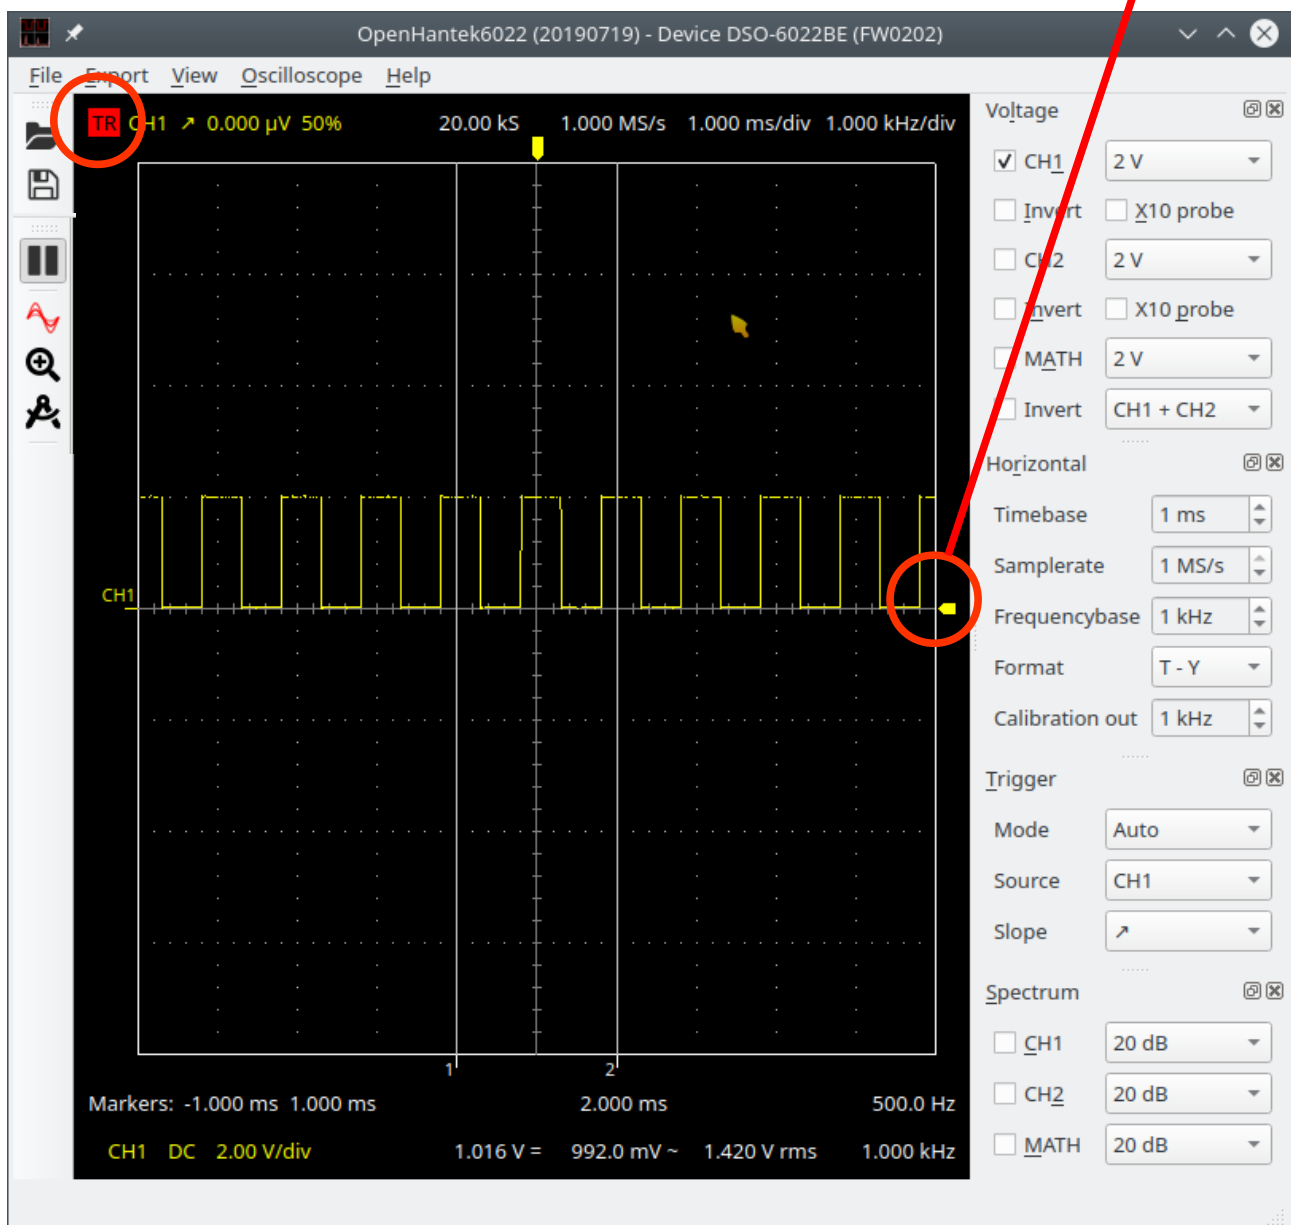 OpenHantek6022 (20190719) - Device DSO-6022BE (FW0202)
File Export View Oscilloscope Help
TR CH1 ↗ 0.000 µV 50% 20.00 kS 1.000 MS/s 1.000 ms/div 1.000 kHz/div
CH1
1 2
Markers: -1.000 ms 1.000 ms 2.000 ms 500.0 Hz
CH1 DC 2.00 V/div 1.016 V = 992.0 mV ~ 1.420 V rms 1.000 kHz
Voltage
CH1 2 V
Invert X10 probe
CH2 2 V
Invert X10 probe
MATH 2 V
Invert CH1 + CH2
Horizontal
Timebase 1 ms
Samplerate 1 MS/s
Frequencybase 1 kHz
Format T - Y
Calibration out 1 kHz
Trigger
Mode Auto
Source CH1
Slope ↗
Spectrum
CH1 20 dB
CH2 20 dB
MATH 20 dB